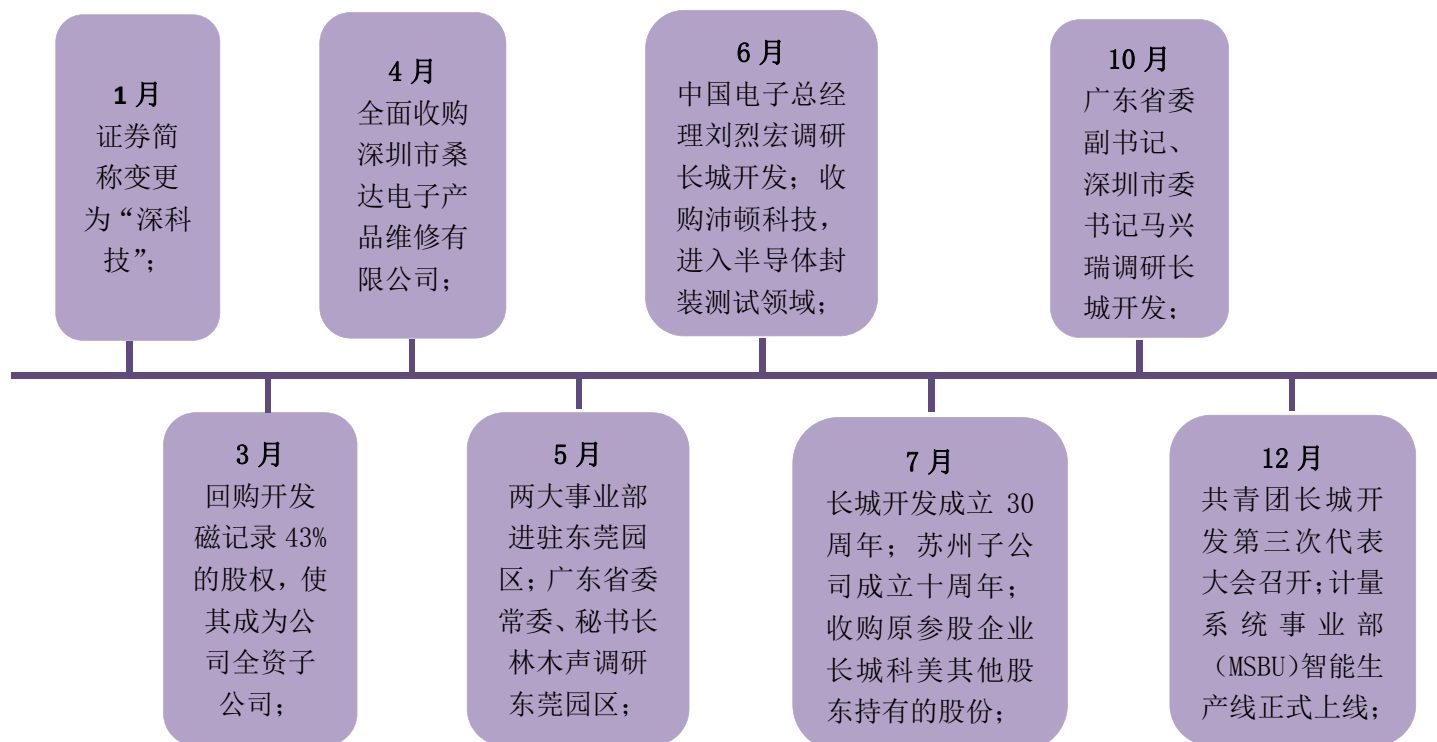 1 月
证券简
称变更
为“深科
技”;
4 月
全面收购
深圳市桑
达电子产
品维修有
限公司;
6 月
中国电子总经
理刘烈宏调研
长城开发; 收
购沛顿科技,
进入半导体封
装测试领域;
10 月
广东省委
副书记、
深圳市委
书记马兴
瑞调研长
城开发;
3 月
回购开发
磁记录 43%
的股权, 使
其成为公
司全资子
公司;
5 月
两大事业部
进驻东莞园
区; 广东省委
常委、秘书长
林木声调研
东莞园区;
7 月
长城开发成立 30
周年; 苏州子公
司成立十周年;
收购原参股企业
长城科美其他股
东持有的股份;
12 月
共青团长城开
发第三次代表
大会召开; 计量
系统事业部
(MSBU)智能生
产线正式上线;